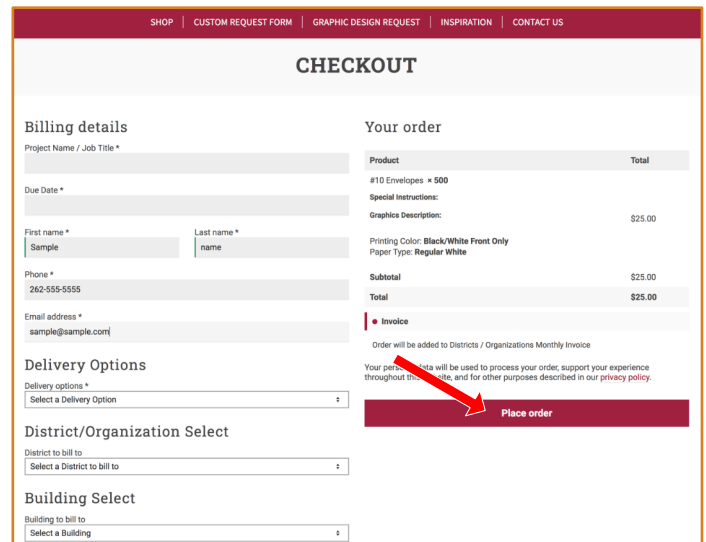 SHOP CUSTOM REQUEST FORM GRAPHIC DESIGN REQUEST INSPIRATION CONTACT US
CHECKOUT
Billing details
Project Name / Job Title *
Due Date *
First name * Last name *
Sample name
Phone *
262-555-5555
Email address *
sample@sample.com
Delivery Options
Delivery options *
Select a Delivery Option
District/Organization Select
District to bill to
Select a District to bill to
Building Select
Building to bill to
Select a Building
Your order
Product Total
#10 Envelopes × 500
Special Instructions:
Graphics Description:
$25.00
Printing Color: Black/White Front Only
Paper Type: Regular White
Subtotal $25.00
Total $25.00
Invoice
Order will be added to Districts / Organizations Monthly Invoice
Your will be used to process your order, support your experience
throughout and for other purposes described in our privacy policy.
Place order